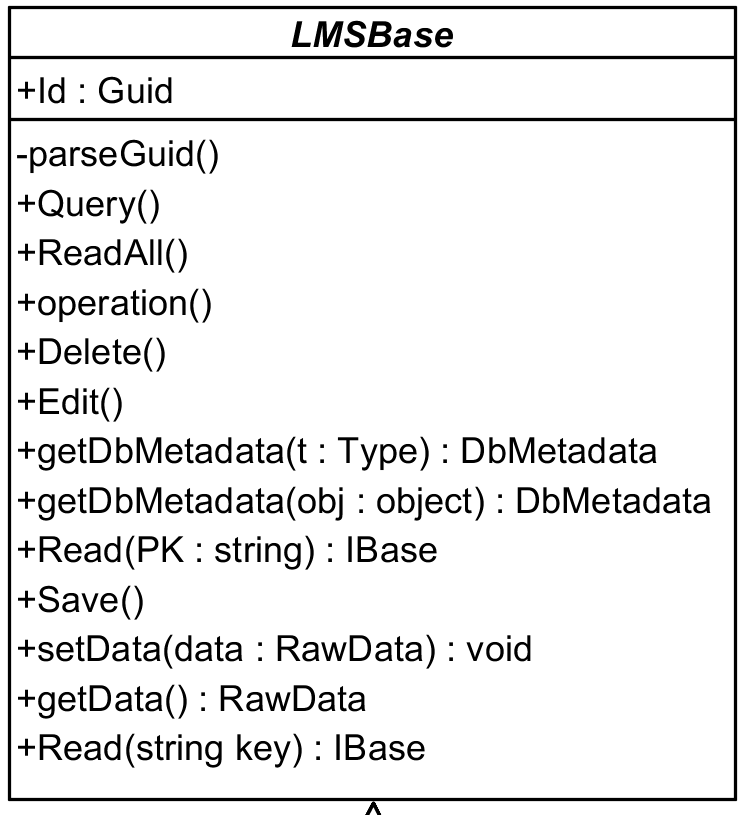 LMSBase
+Id : Guid
-parseGuid()
+Query()
+ReadAll()
+operation()
+Delete()
+Edit()
+getDbMetadata(t : Type) : DbMetadata
+getDbMetadata(obj : object) : DbMetadata
+Read(PK : string) : IBase
+Save()
+setData(data : RawData) : void
+getData() : RawData
+Read(string key) : IBase